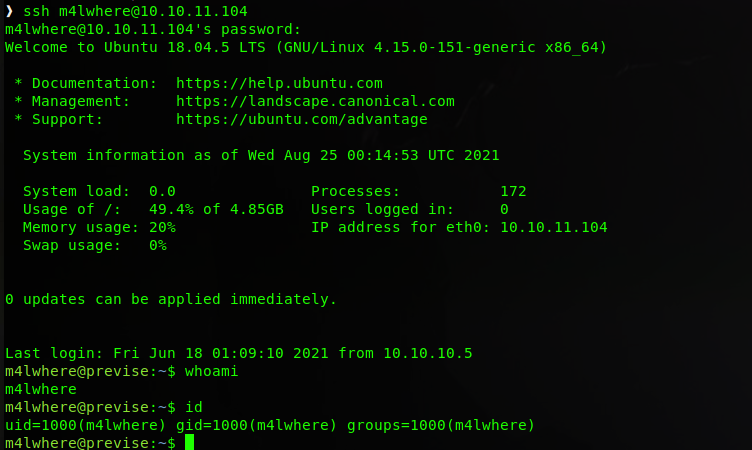 ❯ ssh m4lwhere@10.10.11.104
m4lwhere@10.10.11.104's password:
Welcome to Ubuntu 18.04.5 LTS (GNU/Linux 4.15.0-151-generic x86_64)
* Documentation:  https://help.ubuntu.com
* Management:     https://landscape.canonical.com
* Support:        https://ubuntu.com/advantage
System information as of Wed Aug 25 00:14:53 UTC 2021
System load:  0.0                Processes:           172
Usage of /:   49.4% of 4.85GB   Users logged in:     0
Memory usage: 20%                IP address for eth0: 10.10.11.104
Swap usage:   0%
0 updates can be applied immediately.
Last login: Fri Jun 18 01:09:10 2021 from 10.10.10.5
m4lwhere@previse:~$ whoami
m4lwhere
m4lwhere@previse:~$ id
uid=1000(m4lwhere) gid=1000(m4lwhere) groups=1000(m4lwhere)
m4lwhere@previse:~$